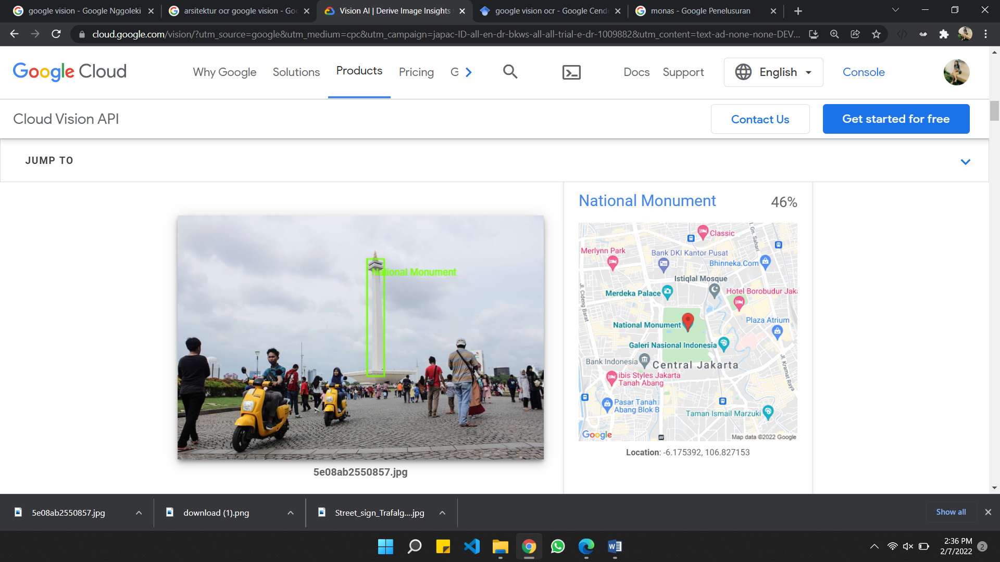 google vision - Google Nggoleki
arsitektur ocr google vision - Goo
Vision AI | Derive Image Insights
google vision ocr - Google Cende
monas - Google Penelusuran
cloud.google.com/vision/?utm_source=google&utm_medium=cpc&utm_campaign=japac-ID-all-en-dr-bkws-all-all-trial-e-dr-1009882&utm_content=text-ad-none-none-DEV...
Google Cloud
Why Google
Solutions
Products
Pricing
G
Docs
Support
English
Console
Cloud Vision API
Contact Us
Get started for free
JUMP TO
National Monument
46%
National Monument
5e08ab2550857.jpg
Classic
Jl. Gn. Sahari
Merlynn Park
Bank DKI Kantor Pusat
Bhinneka.Com
Istiqlal Mosque
Merdeka Palace
Hotel Borobudur Jak
Jl. Cideng Barat
Plaza Atrium
National Monument
Galeri Nasional Indonesia
Bank Indonesia
Central Jakarta
Jl. Kramat Raya
ibis Styles Jakarta
Tanah Abang
Pasar Tanah
Abang Blok B
Taman Ismail Marzuki
Google
Map data ©2022 Google
Location: -6.175392, 106.827153
5e08ab2550857.jpg
download (1).png
Street_sign_Trafalg....jpg
Show all
2:36 PM
2/7/2022
2